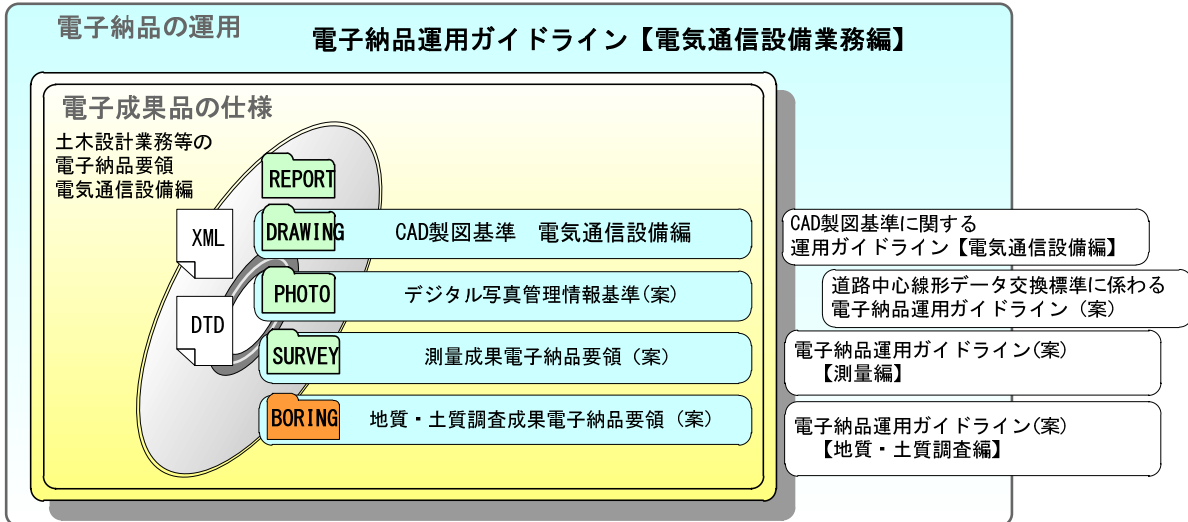 電子納品の運用
電子納品運用ガイドライン【電気通信設備業務編】
電子成果品の仕様
土木設計業務等の
電子納品要領
電気通信設備編
REPORT
XML
DRAWING
CAD製図基準　電気通信設備編
CAD製図基準に関する
運用ガイドライン【電気通信設備編】
PHOTO
デジタル写真管理情報基準(案)
道路中心線形データ交換標準に係わる
電子納品運用ガイドライン（案）
DTD
SURVEY
測量成果電子納品要領（案）
電子納品運用ガイドライン(案)
【測量編】
BORING
地質・土質調査成果電子納品要領（案）
電子納品運用ガイドライン(案)
【地質・土質調査編】